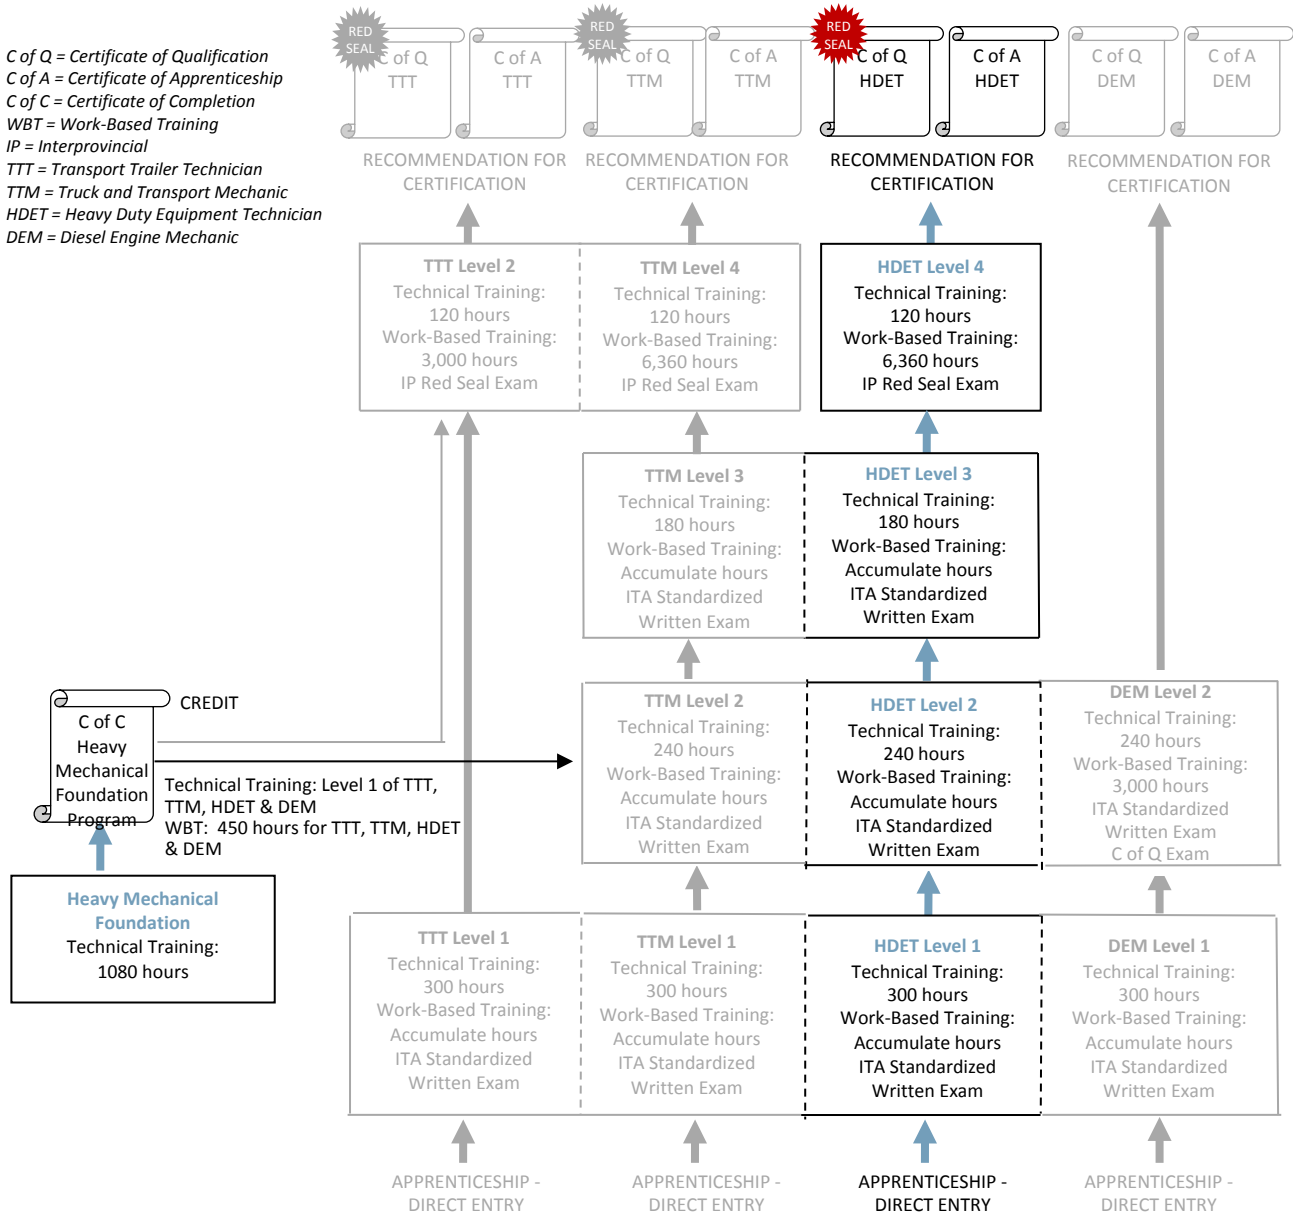 C of Q = Certificate of Qualification
C of A = Certificate of Apprenticeship
C of C = Certificate of Completion
WBT = Work-Based Training
IP = Interprovincial
TTT = Transport Trailer Technician
TTM = Truck and Transport Mechanic
HDET = Heavy Duty Equipment Technician
DEM = Diesel Engine Mechanic
RED
SEAL
C of Q
TTT
C of A
TTT
RECOMMENDATION FOR
CERTIFICATION
RED
SEAL
C of Q
TTM
C of A
TTM
RECOMMENDATION FOR
CERTIFICATION
RED
SEAL
C of Q
HDET
C of A
HDET
RECOMMENDATION FOR
CERTIFICATION
C of Q
DEM
C of A
DEM
RECOMMENDATION FOR
CERTIFICATION
TTT Level 2
Technical Training:
120 hours
Work-Based Training:
3,000 hours
IP Red Seal Exam
TTM Level 4
Technical Training:
120 hours
Work-Based Training:
6,360 hours
IP Red Seal Exam
HDET Level 4
Technical Training:
120 hours
Work-Based Training:
6,360 hours
IP Red Seal Exam
TTM Level 3
Technical Training:
180 hours
Work-Based Training:
Accumulate hours
ITA Standardized
Written Exam
HDET Level 3
Technical Training:
180 hours
Work-Based Training:
Accumulate hours
ITA Standardized
Written Exam
C of C
Heavy
Mechanical
Foundation
Program
CREDIT
Technical Training: Level 1 of TTT,
TTM, HDET & DEM
WBT: 450 hours for TTT, TTM, HDET
& DEM
TTM Level 2
Technical Training:
240 hours
Work-Based Training:
Accumulate hours
ITA Standardized
Written Exam
HDET Level 2
Technical Training:
240 hours
Work-Based Training:
Accumulate hours
ITA Standardized
Written Exam
DEM Level 2
Technical Training:
240 hours
Work-Based Training:
3,000 hours
ITA Standardized
Written Exam
C of Q Exam
Heavy Mechanical
Foundation
Technical Training:
1080 hours
TTT Level 1
Technical Training:
300 hours
Work-Based Training:
Accumulate hours
ITA Standardized
Written Exam
TTM Level 1
Technical Training:
300 hours
Work-Based Training:
Accumulate hours
ITA Standardized
Written Exam
HDET Level 1
Technical Training:
300 hours
Work-Based Training:
Accumulate hours
ITA Standardized
Written Exam
DEM Level 1
Technical Training:
300 hours
Work-Based Training:
Accumulate hours
ITA Standardized
Written Exam
APPRENTICESHIP -
DIRECT ENTRY
APPRENTICESHIP -
DIRECT ENTRY
APPRENTICESHIP -
DIRECT ENTRY
APPRENTICESHIP -
DIRECT ENTRY